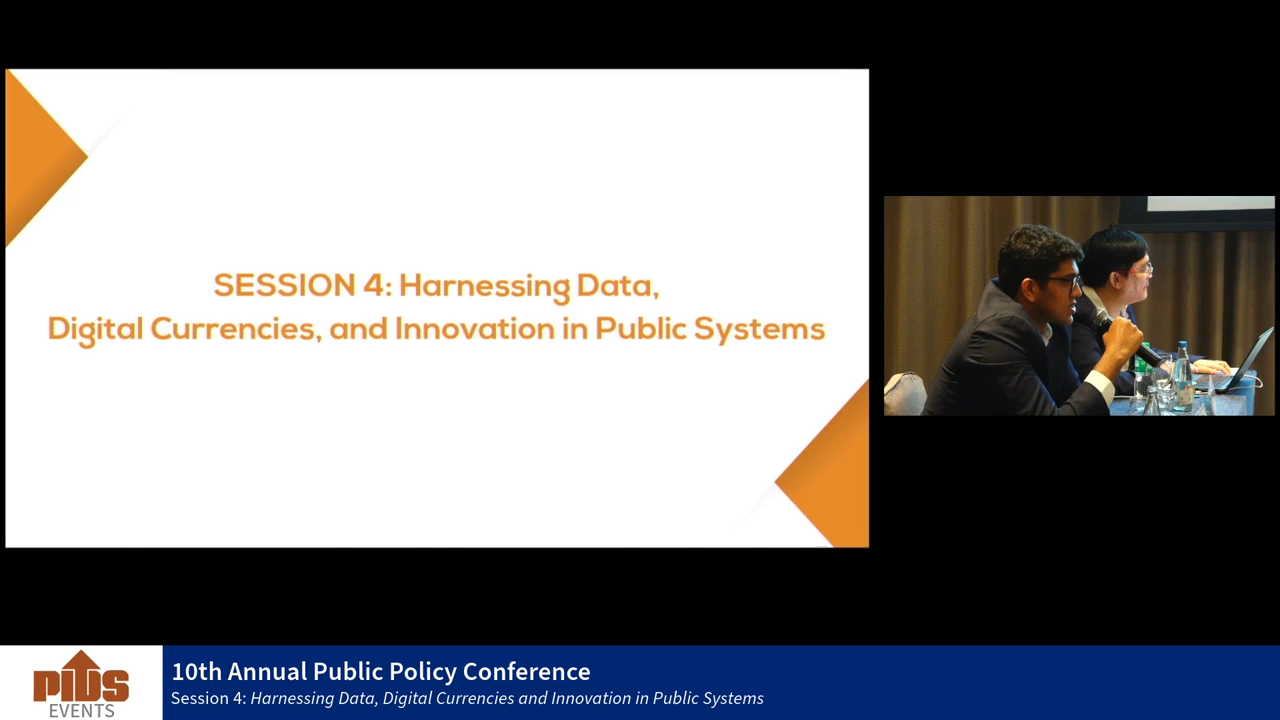 SESSION 4: Harnessing Data,
Digital Currencies, and Innovation in Public Systems
PIDS
EVENTS
10th Annual Public Policy Conference
Session 4: Harnessing Data, Digital Currencies and Innovation in Public Systems